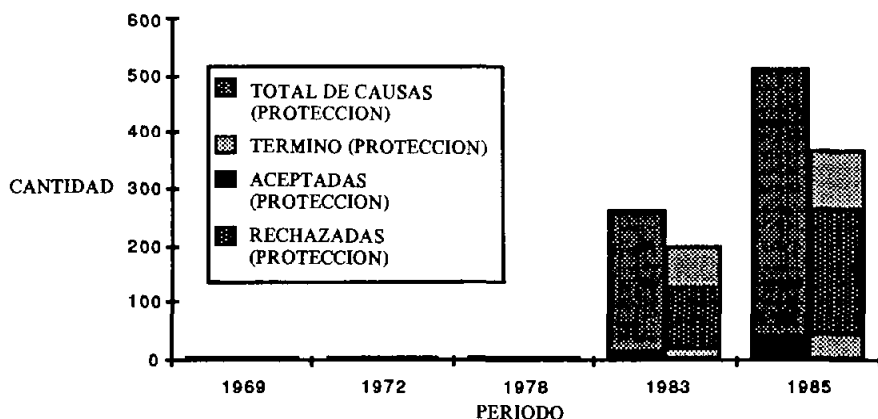 600
500
400
300
200
100
0
CANTIDAD
TOTAL DE CAUSAS
(PROTECCION)
TERMINO (PROTECCION)
ACEPTADAS
(PROTECCION)
RECHAZADAS
(PROTECCION)
1969
1972
1978
1983
1985
PERIODO